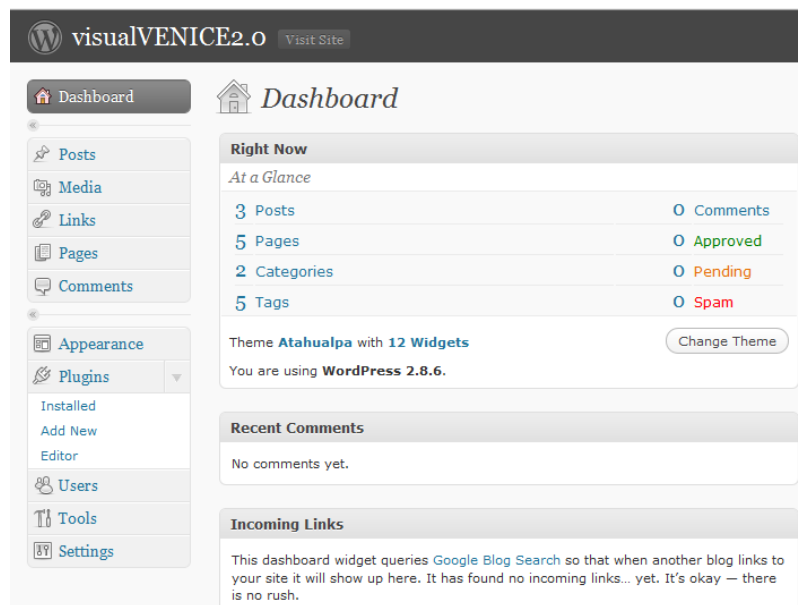 visualVENICE2.0 Visit Site
Dashboard
Posts
Media
Links
Pages
Comments
Appearance
Plugins
Installed
Add New
Editor
Users
Tools
Settings
Dashboard
Right Now
At a Glance
3 Posts 0 Comments
5 Pages 0 Approved
2 Categories 0 Pending
5 Tags 0 Spam
Theme Atahualpa with 12 Widgets Change Theme
You are using WordPress 2.8.6.
Recent Comments
No comments yet.
Incoming Links
This dashboard widget queries Google Blog Search so that when another blog links to
your site it will show up here. It has found no incoming links… yet. It’s okay — there
is no rush.